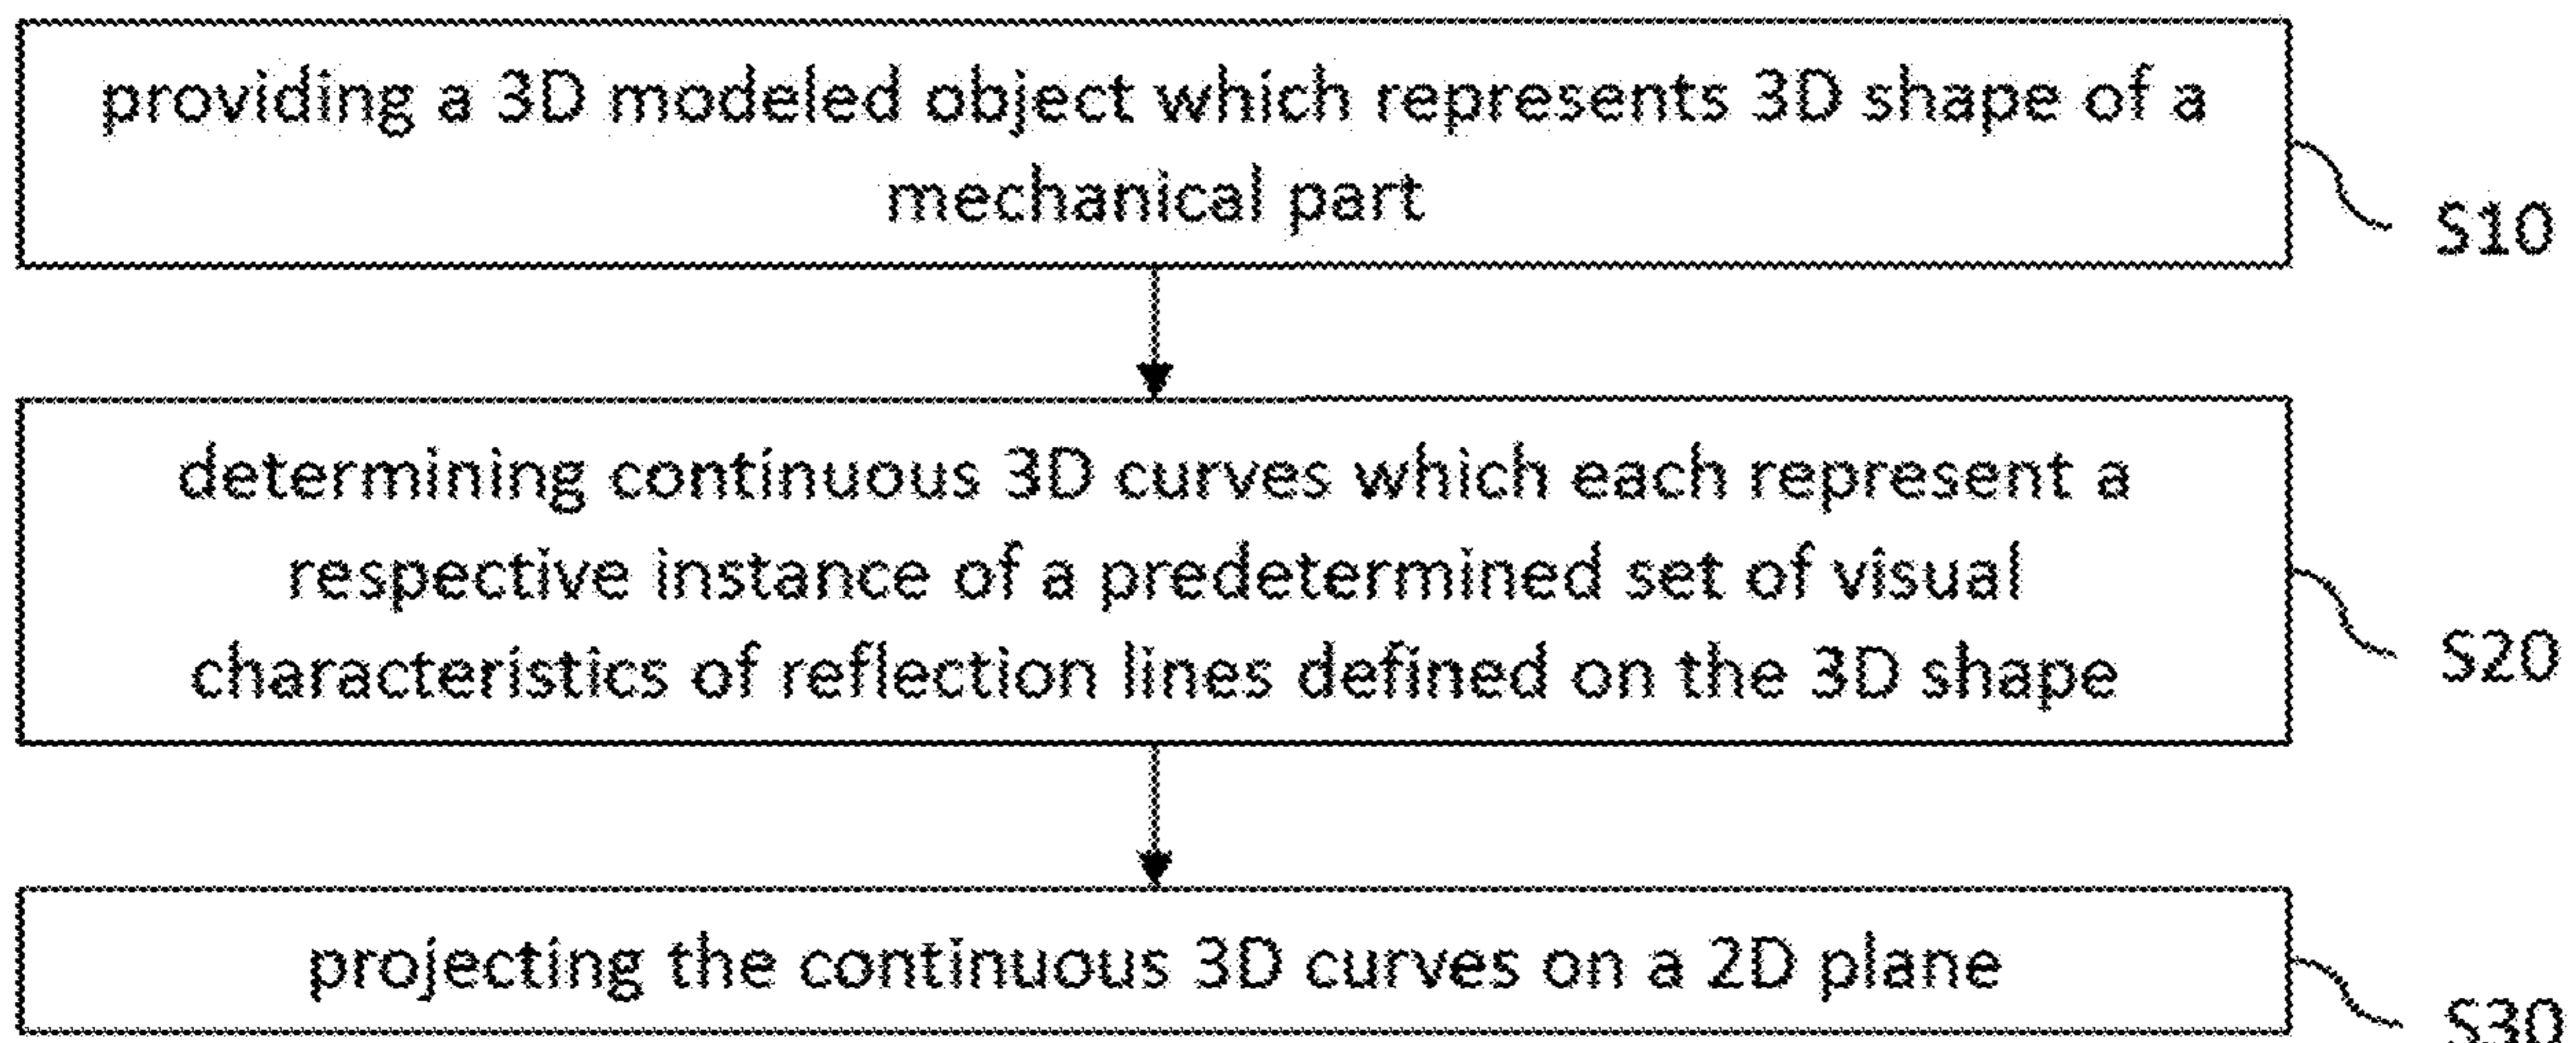 providing a 3D modeled object which represents 3D shape of a
mechanical part
S10
determining continuous 3D curves which each represent a
respective instance of a predetermined set of visual
characteristics of reflection lines defined on the 3D shape
S20
projecting the continuous 3D curves on a 2D plane
S30